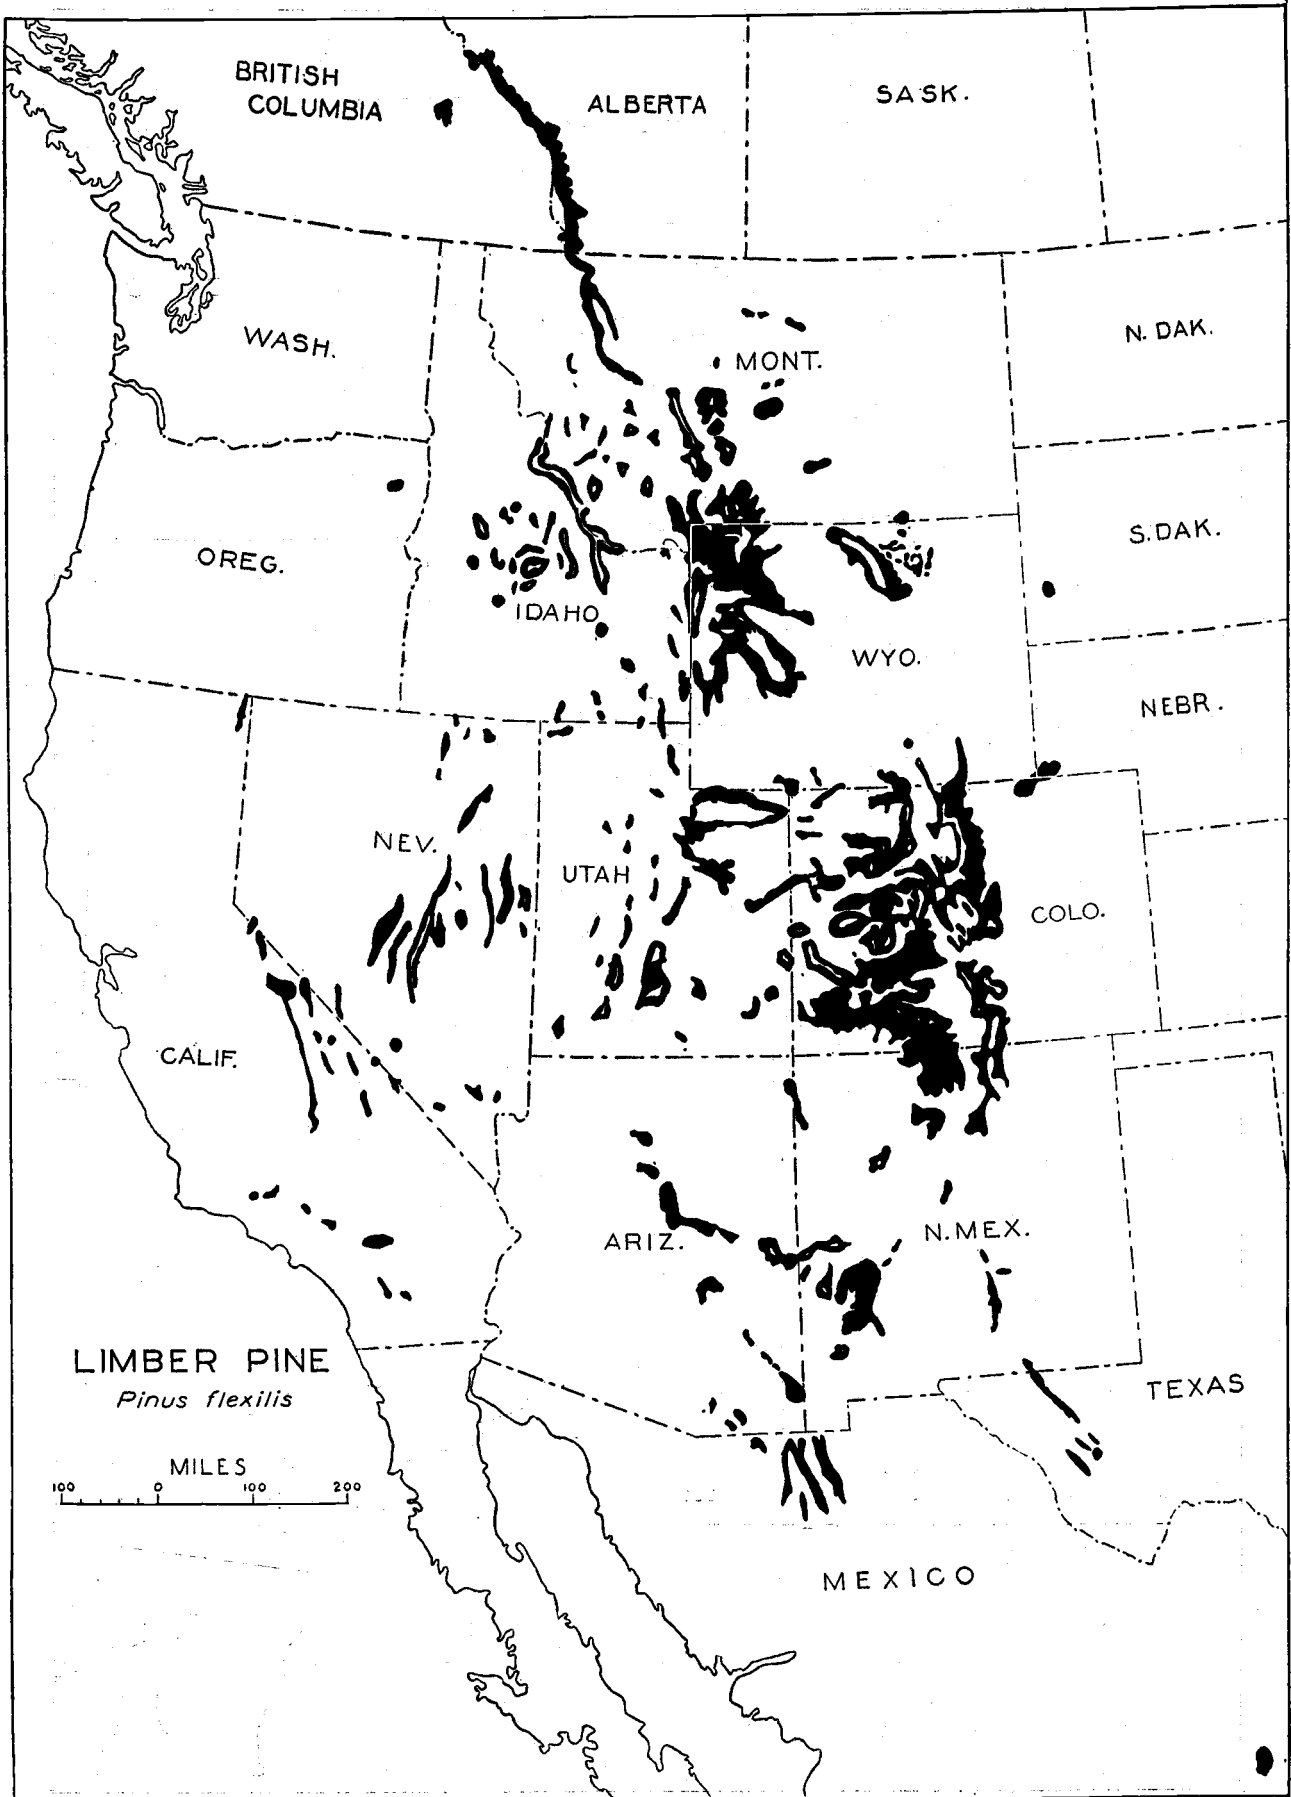 BRITISH
COLUMBIA
ALBERTA
SASK.
WASH.
MONT.
N. DAK.
OREG.
IDAHO
S. DAK.
WYO.
NEBR.
NEV.
UTAH
COLO.
CALIF.
ARIZ.
N. MEX.
LIMBER PINE
Pinus flexilis
TEXAS
MILES
100 0 100 200
MEXICO